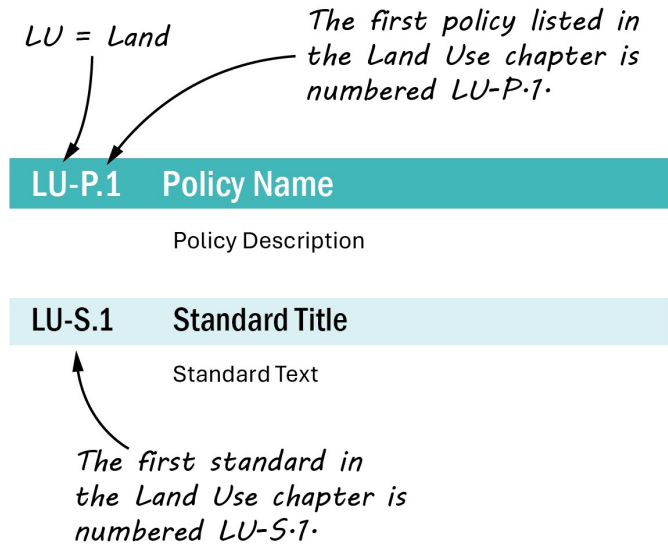 LU = Land
The first policy listed in
the Land Use chapter is
numbered LU-P.1.
LU-P.1 Policy Name
Policy Description
LU-S.1 Standard Title
Standard Text
The first standard in
the Land Use chapter is
numbered LU-S.1.